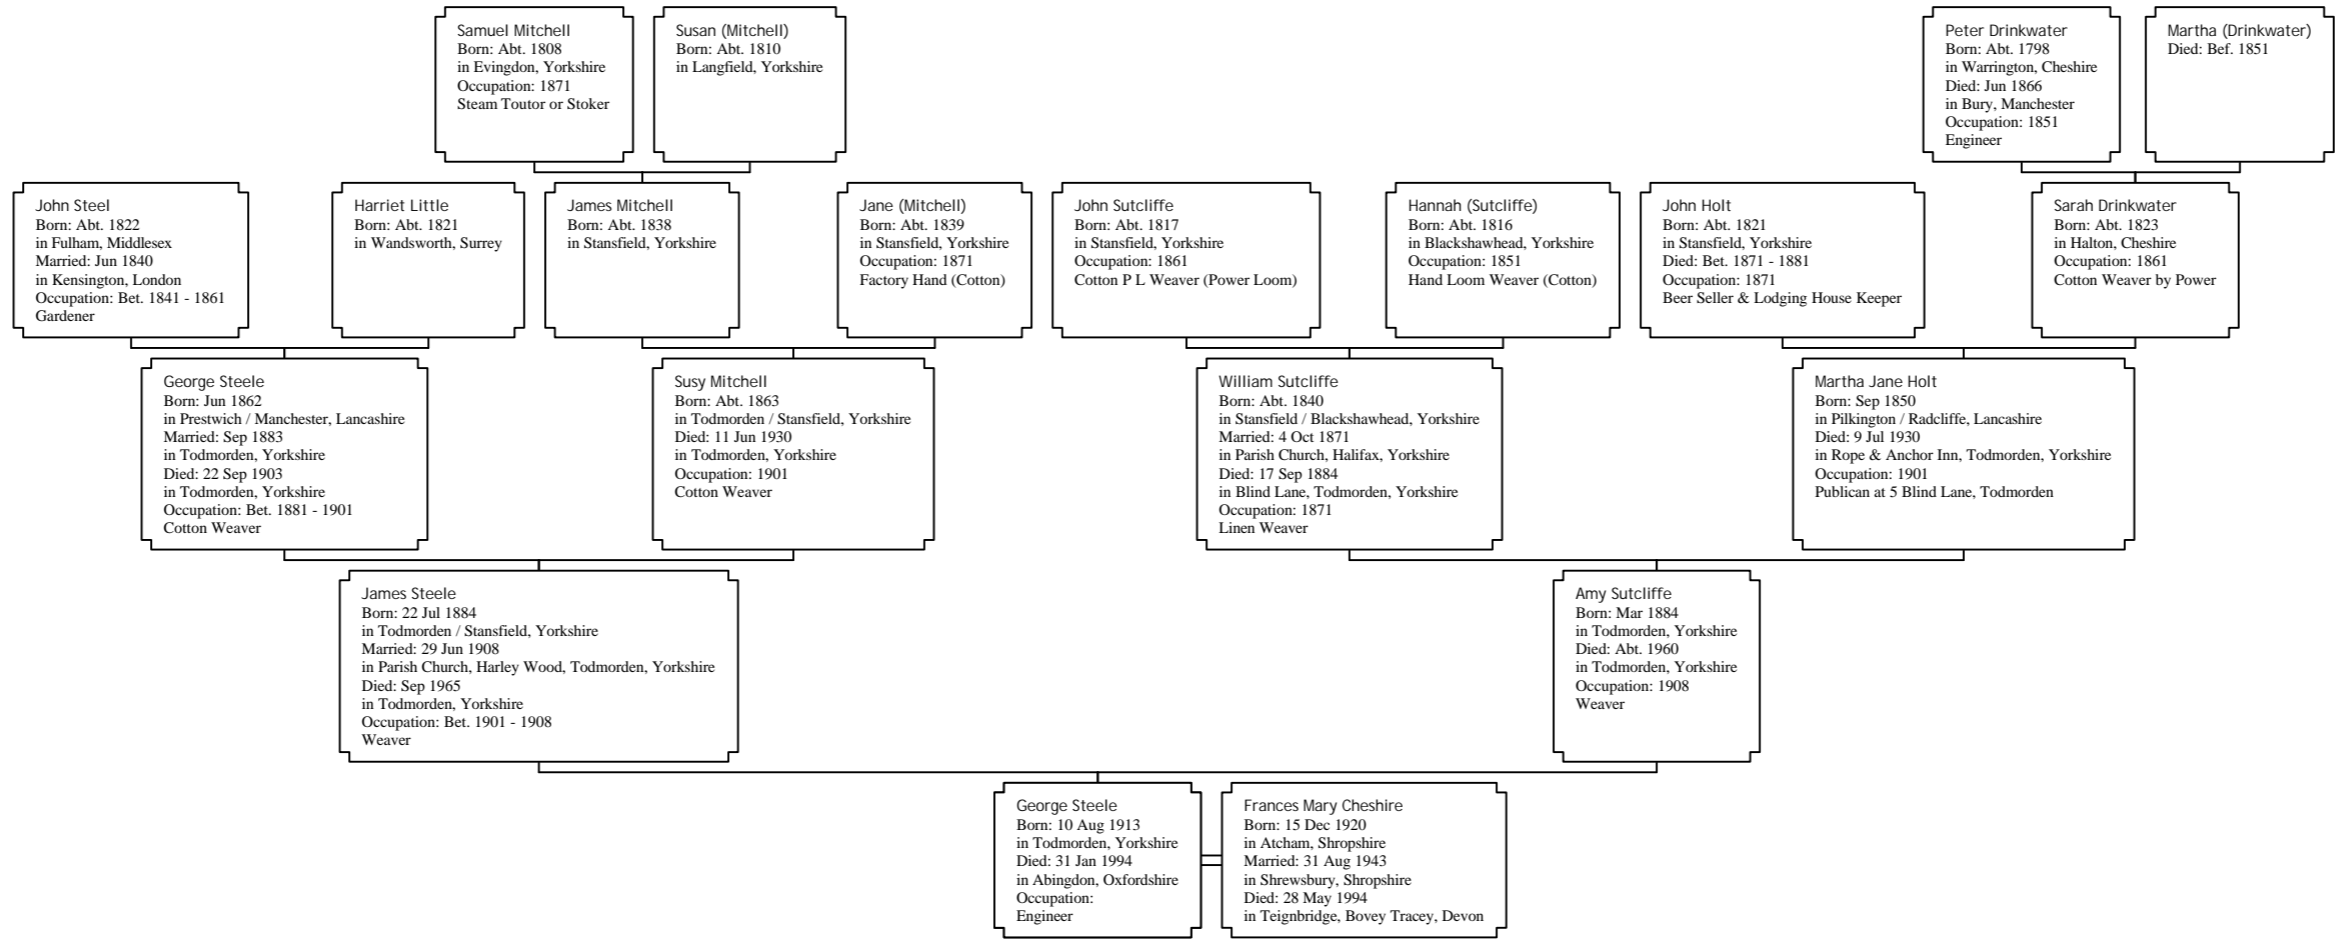 Samuel Mitchell
Born: Abt. 1808
in Evingdon, Yorkshire
Occupation: 1871
Steam Toutor or Stoker
Susan (Mitchell)
Born: Abt. 1810
in Langfield, Yorkshire
Peter Drinkwater
Born: Abt. 1798
in Warrington, Cheshire
Died: Jun 1866
in Bury, Manchester
Occupation: 1851
Engineer
Martha (Drinkwater)
Died: Bef. 1851
John Steel
Born: Abt. 1822
in Fulham, Middlesex
Married: Jun 1840
in Kensington, London
Occupation: Bet. 1841 - 1861
Gardener
Harriet Little
Born: Abt. 1821
in Wandsworth, Surrey
James Mitchell
Born: Abt. 1838
in Stansfield, Yorkshire
Jane (Mitchell)
Born: Abt. 1839
in Stansfield, Yorkshire
Occupation: 1871
Factory Hand (Cotton)
John Sutcliffe
Born: Abt. 1817
in Stansfield, Yorkshire
Occupation: 1861
Cotton P L Weaver (Power Loom)
Hannah (Sutcliffe)
Born: Abt. 1816
in Blackshawhead, Yorkshire
Occupation: 1851
Hand Loom Weaver (Cotton)
John Holt
Born: Abt. 1821
in Stansfield, Yorkshire
Died: Bet. 1871 - 1881
Occupation: 1871
Beer Seller & Lodging House Keeper
Sarah Drinkwater
Born: Abt. 1823
in Halton, Cheshire
Occupation: 1861
Cotton Weaver by Power
George Steele
Born: Jun 1862
in Prestwich / Manchester, Lancashire
Married: Sep 1883
in Todmorden, Yorkshire
Died: 22 Sep 1903
in Todmorden, Yorkshire
Occupation: Bet. 1881 - 1901
Cotton Weaver
Susy Mitchell
Born: Abt. 1863
in Todmorden / Stansfield, Yorkshire
Died: 11 Jun 1930
in Todmorden, Yorkshire
Occupation: 1901
Cotton Weaver
William Sutcliffe
Born: Abt. 1840
in Stansfield / Blackshawhead, Yorkshire
Married: 4 Oct 1871
in Parish Church, Halifax, Yorkshire
Died: 17 Sep 1884
in Blind Lane, Todmorden, Yorkshire
Occupation: 1871
Linen Weaver
Martha Jane Holt
Born: Sep 1850
in Pilkington / Radcliffe, Lancashire
Died: 9 Jul 1930
in Rope & Anchor Inn, Todmorden, Yorkshire
Occupation: 1901
Publican at 5 Blind Lane, Todmorden
James Steele
Born: 22 Jul 1884
in Todmorden / Stansfield, Yorkshire
Married: 29 Jun 1908
in Parish Church, Harley Wood, Todmorden, Yorkshire
Died: Sep 1965
in Todmorden, Yorkshire
Occupation: Bet. 1901 - 1908
Weaver
Amy Sutcliffe
Born: Mar 1884
in Todmorden, Yorkshire
Died: Abt. 1960
in Todmorden, Yorkshire
Occupation: 1908
Weaver
George Steele
Born: 10 Aug 1913
in Todmorden, Yorkshire
Died: 31 Jan 1994
in Abingdon, Oxfordshire
Occupation:
Engineer
Frances Mary Cheshire
Born: 15 Dec 1920
in Atcham, Shropshire
Married: 31 Aug 1943
in Shrewsbury, Shropshire
Died: 28 May 1994
in Teignbridge, Bovey Tracey, Devon